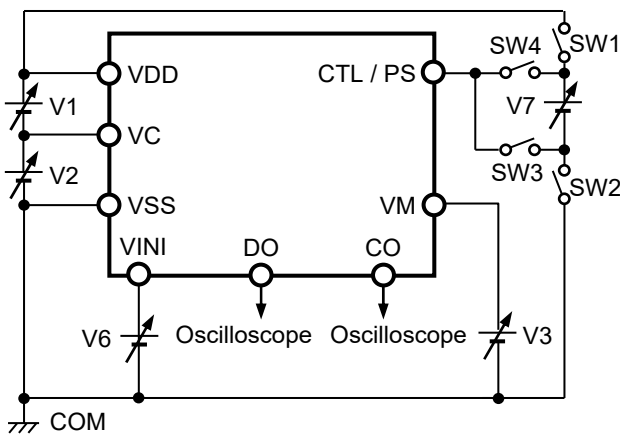 SW1
SW4
VDD
CTL / PS
V1
V7
VC
V2
SW3
SW2
VSS
VM
VINI
DO
CO
V6
Oscilloscope
Oscilloscope
V3
COM